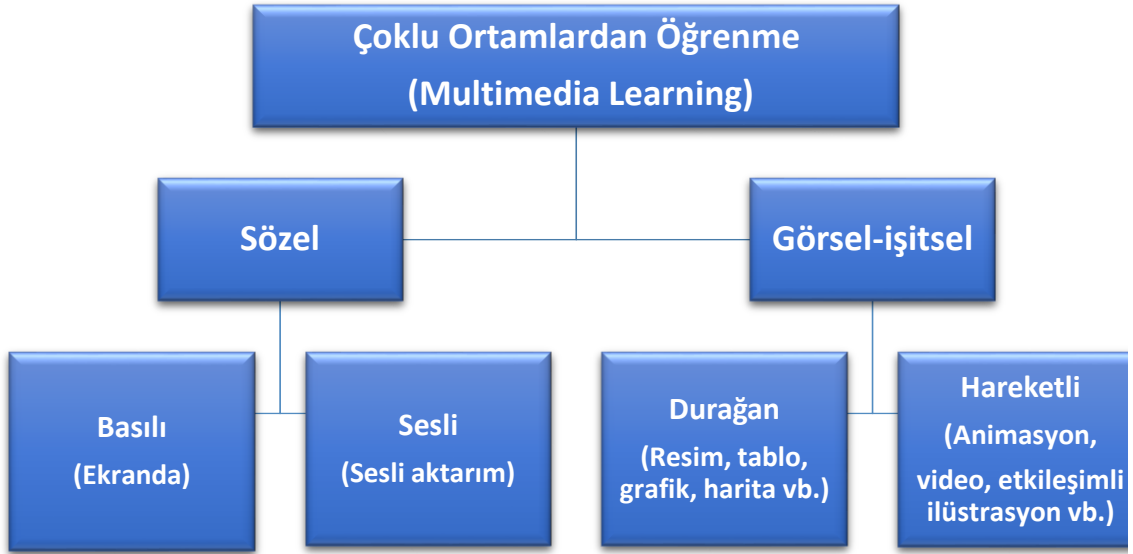 Çoklu Ortamlardan Öğrenme
(Multimedia Learning)
Sözel
Görsel-işitsel
Basılı
(Ekranda)
Sesli
(Sesli aktarım)
Durağan
(Resim, tablo,
grafik, harita vb.)
Hareketli
(Animasyon,
video, etkileşimli
ilüstrasyon vb.)